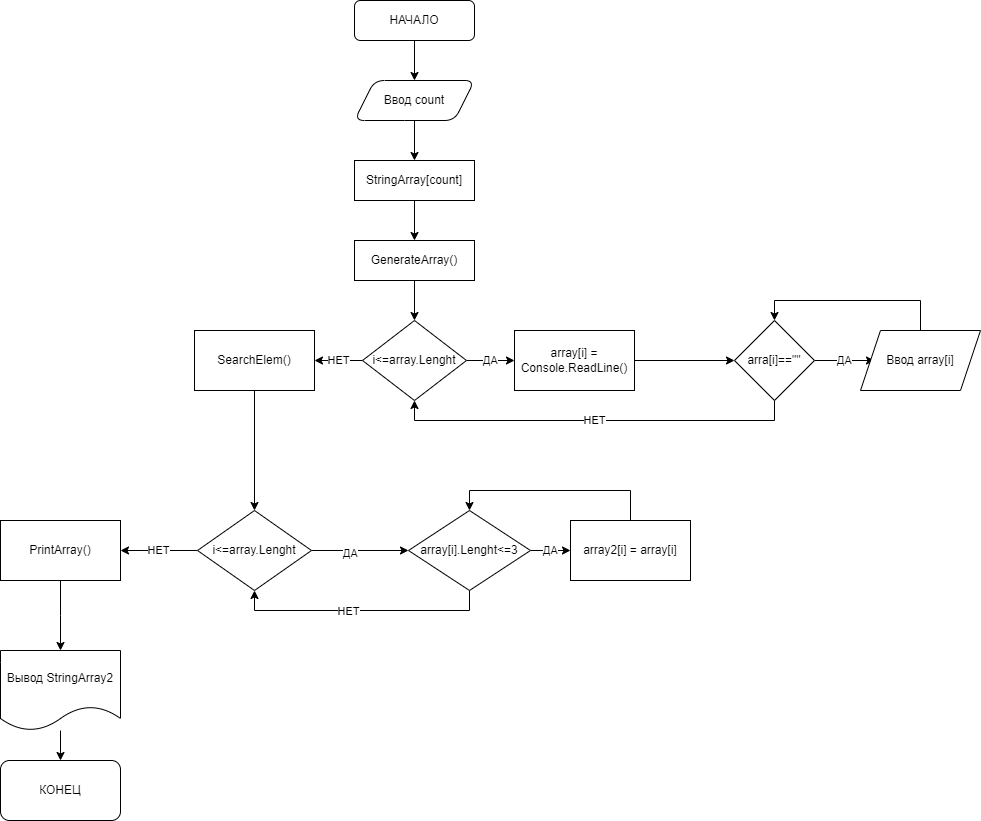 НАЧАЛО
Ввод count
StringArray[count]
GenerateArray()
SearchElem()
НЕТ
i<=array.Lenght
ДА
array[i] =
Console.ReadLine()
arra[i]==""
ДА
Ввод array[i]
НЕТ
PrintArray()
НЕТ
i<=array.Lenght
ДА
array[i].Lenght<=3
ДА
array2[i] = array[i]
НЕТ
Вывод StringArray2
КОНЕЦ